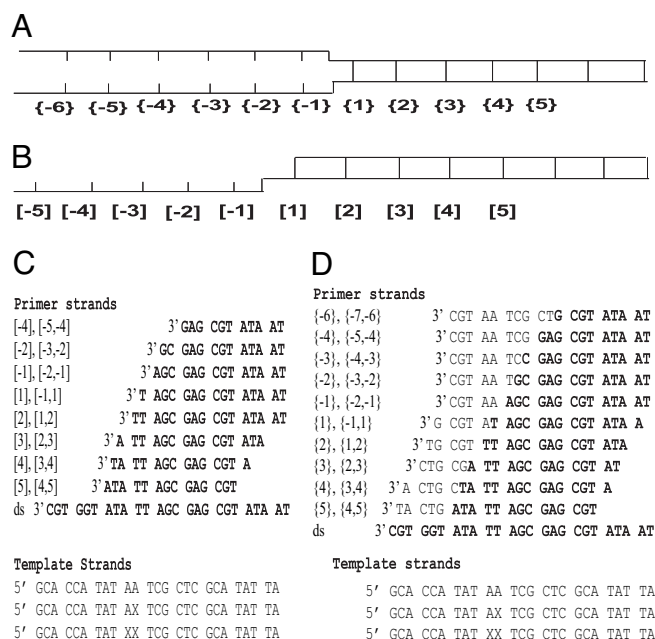 A
{-6} {-5} {-4} {-3} {-2} {-1} {1} {2} {3} {4} {5}
B
[-5] [-4] [-3] [-2] [-1] [1] [2] [3] [4] [5]
C
Primer strands
[-4], [-5,-4] 3'GAG CGT ATA AT
[-2], [-3,-2] 3'GC GAG CGT ATA AT
[-1], [-2,-1] 3'AGC GAG CGT ATA AT
[1], [-1,1] 3'T AGC GAG CGT ATA AT
[2], [1,2] 3'TT AGC GAG CGT ATA AT
[3], [2,3] 3'A TT AGC GAG CGT ATA
[4], [3,4] 3'TA TT AGC GAG CGT A
[5], [4,5] 3'ATA TT AGC GAG CGT
ds 3'CGT GGT ATA TT AGC GAG CGT ATA AT
Template Strands
5' GCA CCA TAT AA TCG CTC GCA TAT TA
5' GCA CCA TAT AX TCG CTC GCA TAT TA
5' GCA CCA TAT XX TCG CTC GCA TAT TA
D
Primer strands
{-6}, {-7,-6} 3' CGT AA TCG CTG CGT ATA AT
{-4}, {-5,-4} 3' CGT AA TCG GAG CGT ATA AT
{-3}, {-4,-3} 3' CGT AA TCC GAG CGT ATA AT
{-2}, {-3,-2} 3' CGT AA TGC GAG CGT ATA AT
{-1}, {-2,-1} 3' CGT AA AGC GAG CGT ATA AT
{1}, {-1,1} 3' G CGT AT AGC GAG CGT ATA A
{2}, {1,2} 3' TG CGT TT AGC GAG CGT ATA
{3}, {2,3} 3' CTG CGA TT AGC GAG CGT AT
{4}, {3,4} 3' A CTG CTA TT AGC GAG CGT A
{5}, {4,5} 3' TA CTG ATA TT AGC GAG CGT
ds 3'CGT GGT ATA TT AGC GAG CGT ATA AT
Template strands
5' GCA CCA TAT AA TCG CTC GCA TAT TA
5' GCA CCA TAT AX TCG CTC GCA TAT TA
5' GCA CCA TAT XX TCG CTC GCA TAT TA